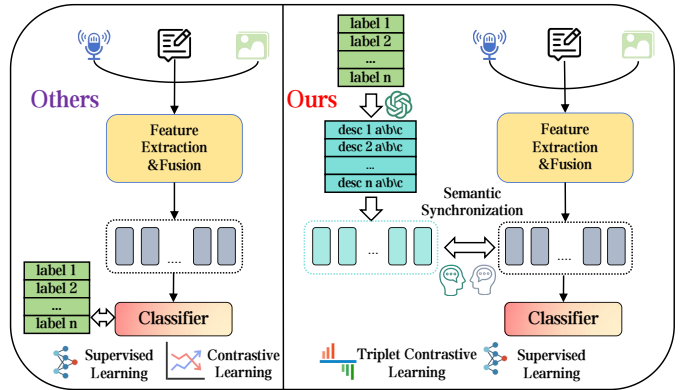 Others
Feature
Extraction
&Fusion
....
label 1
label 2
...
label n
Classifier
Supervised
Learning
Contrastive
Learning
Ours
label 1
label 2
...
label n
desc 1 a\b\c
desc 2 a\b\c
...
desc n a\b\c
...
Semantic
Synchronization
Feature
Extraction
&Fusion
....
Classifier
Triplet Contrastive
Learning
Supervised
Learning